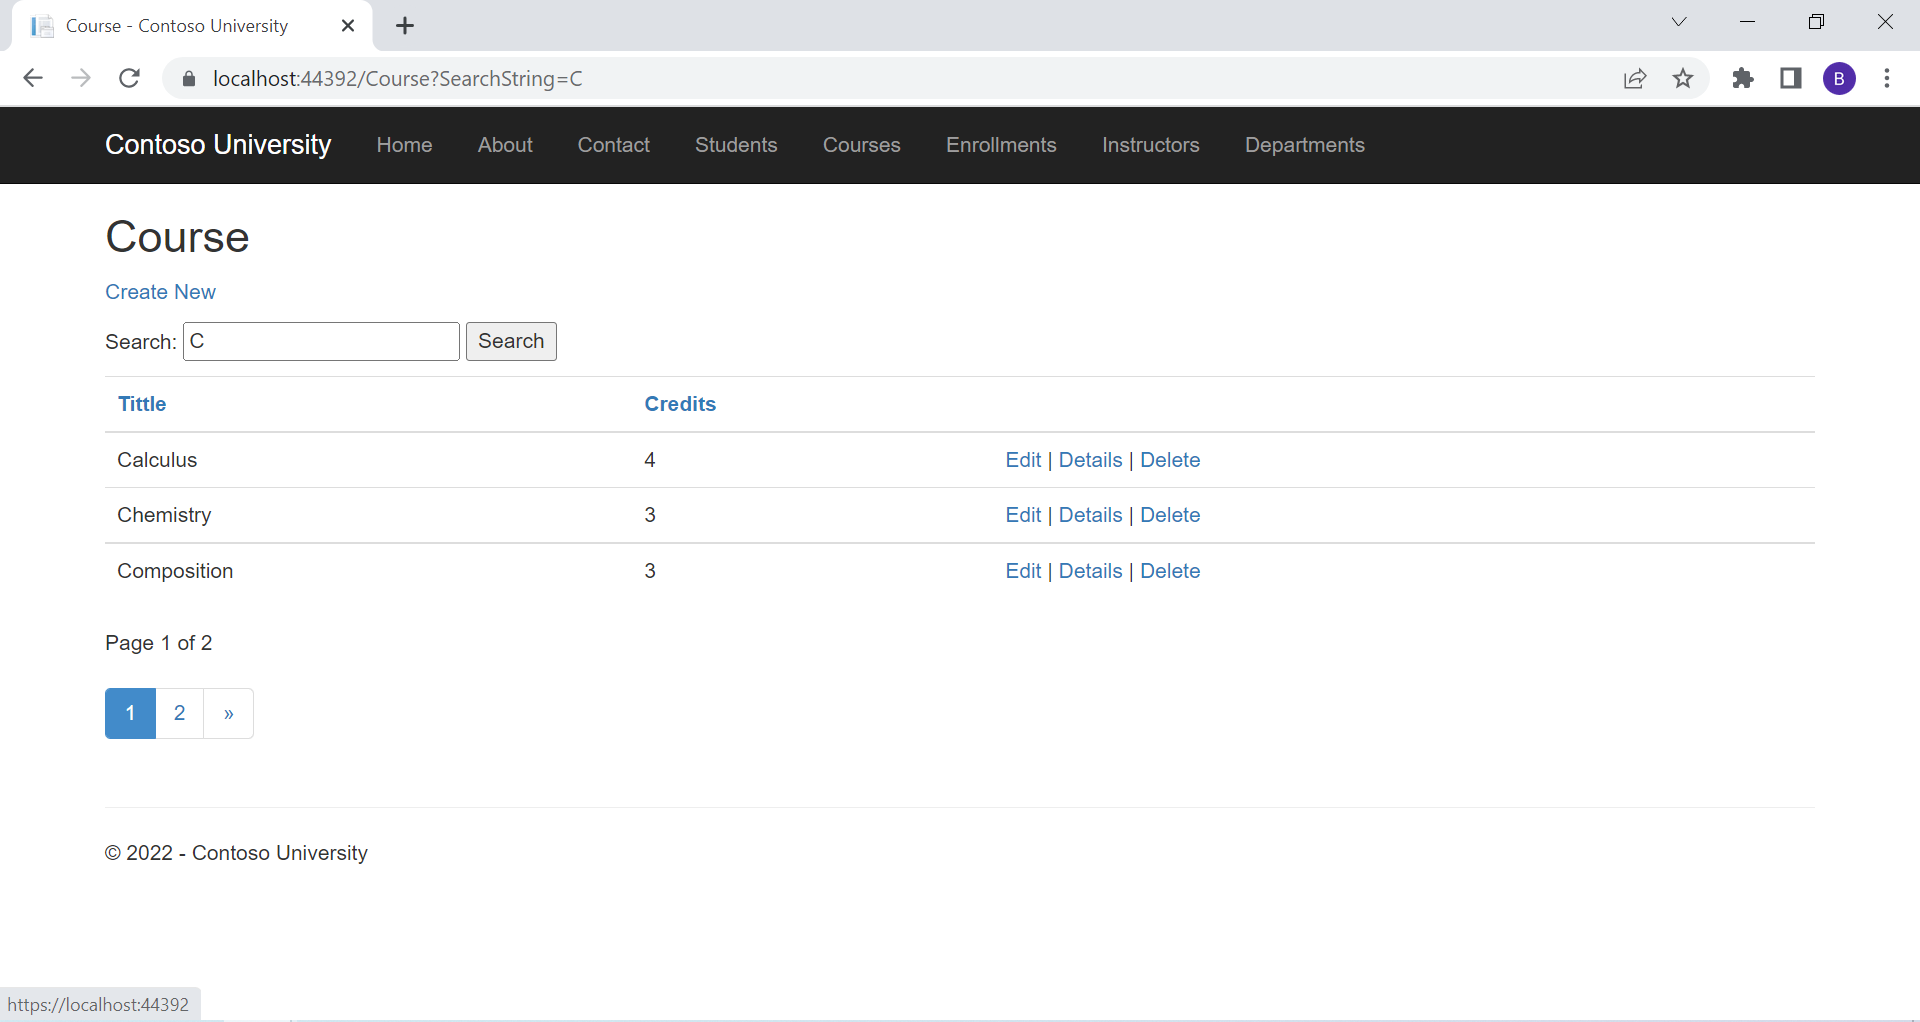 Course - Contoso University
localhost:44392/Course?SearchString=C
B
Contoso University Home About Contact Students Courses Enrollments Instructors Departments
Course
Create New
Search: C Search
Tittle Credits
Calculus 4 Edit | Details | Delete
Chemistry 3 Edit | Details | Delete
Composition 3 Edit | Details | Delete
Page 1 of 2
1 2 »
© 2022 - Contoso University
https://localhost:44392